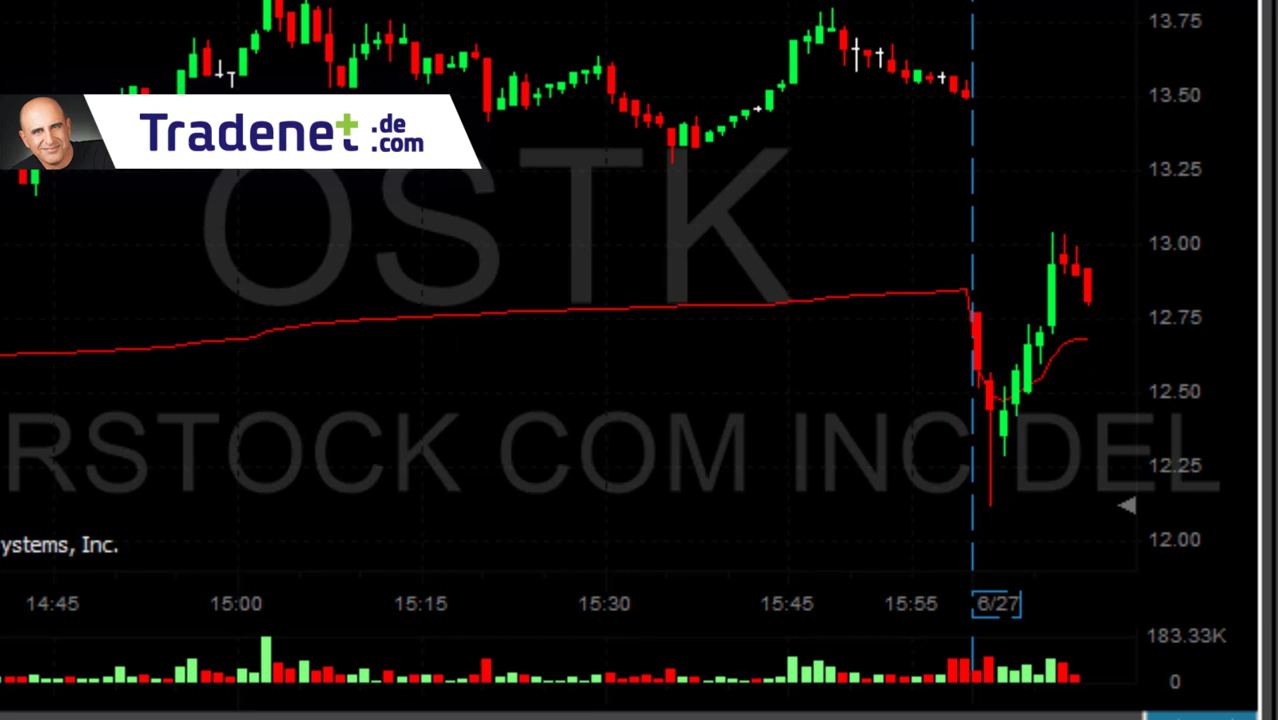 13.75
13.50
Tradenet .de
.com
13.25
OSTK
13.00
12.75
12.50
RSTOCK COM INC DEL
12.25
12.00
ystems, Inc.
14:45 15:00 15:15 15:30 15:45 15:55 6/27
183.33K
0